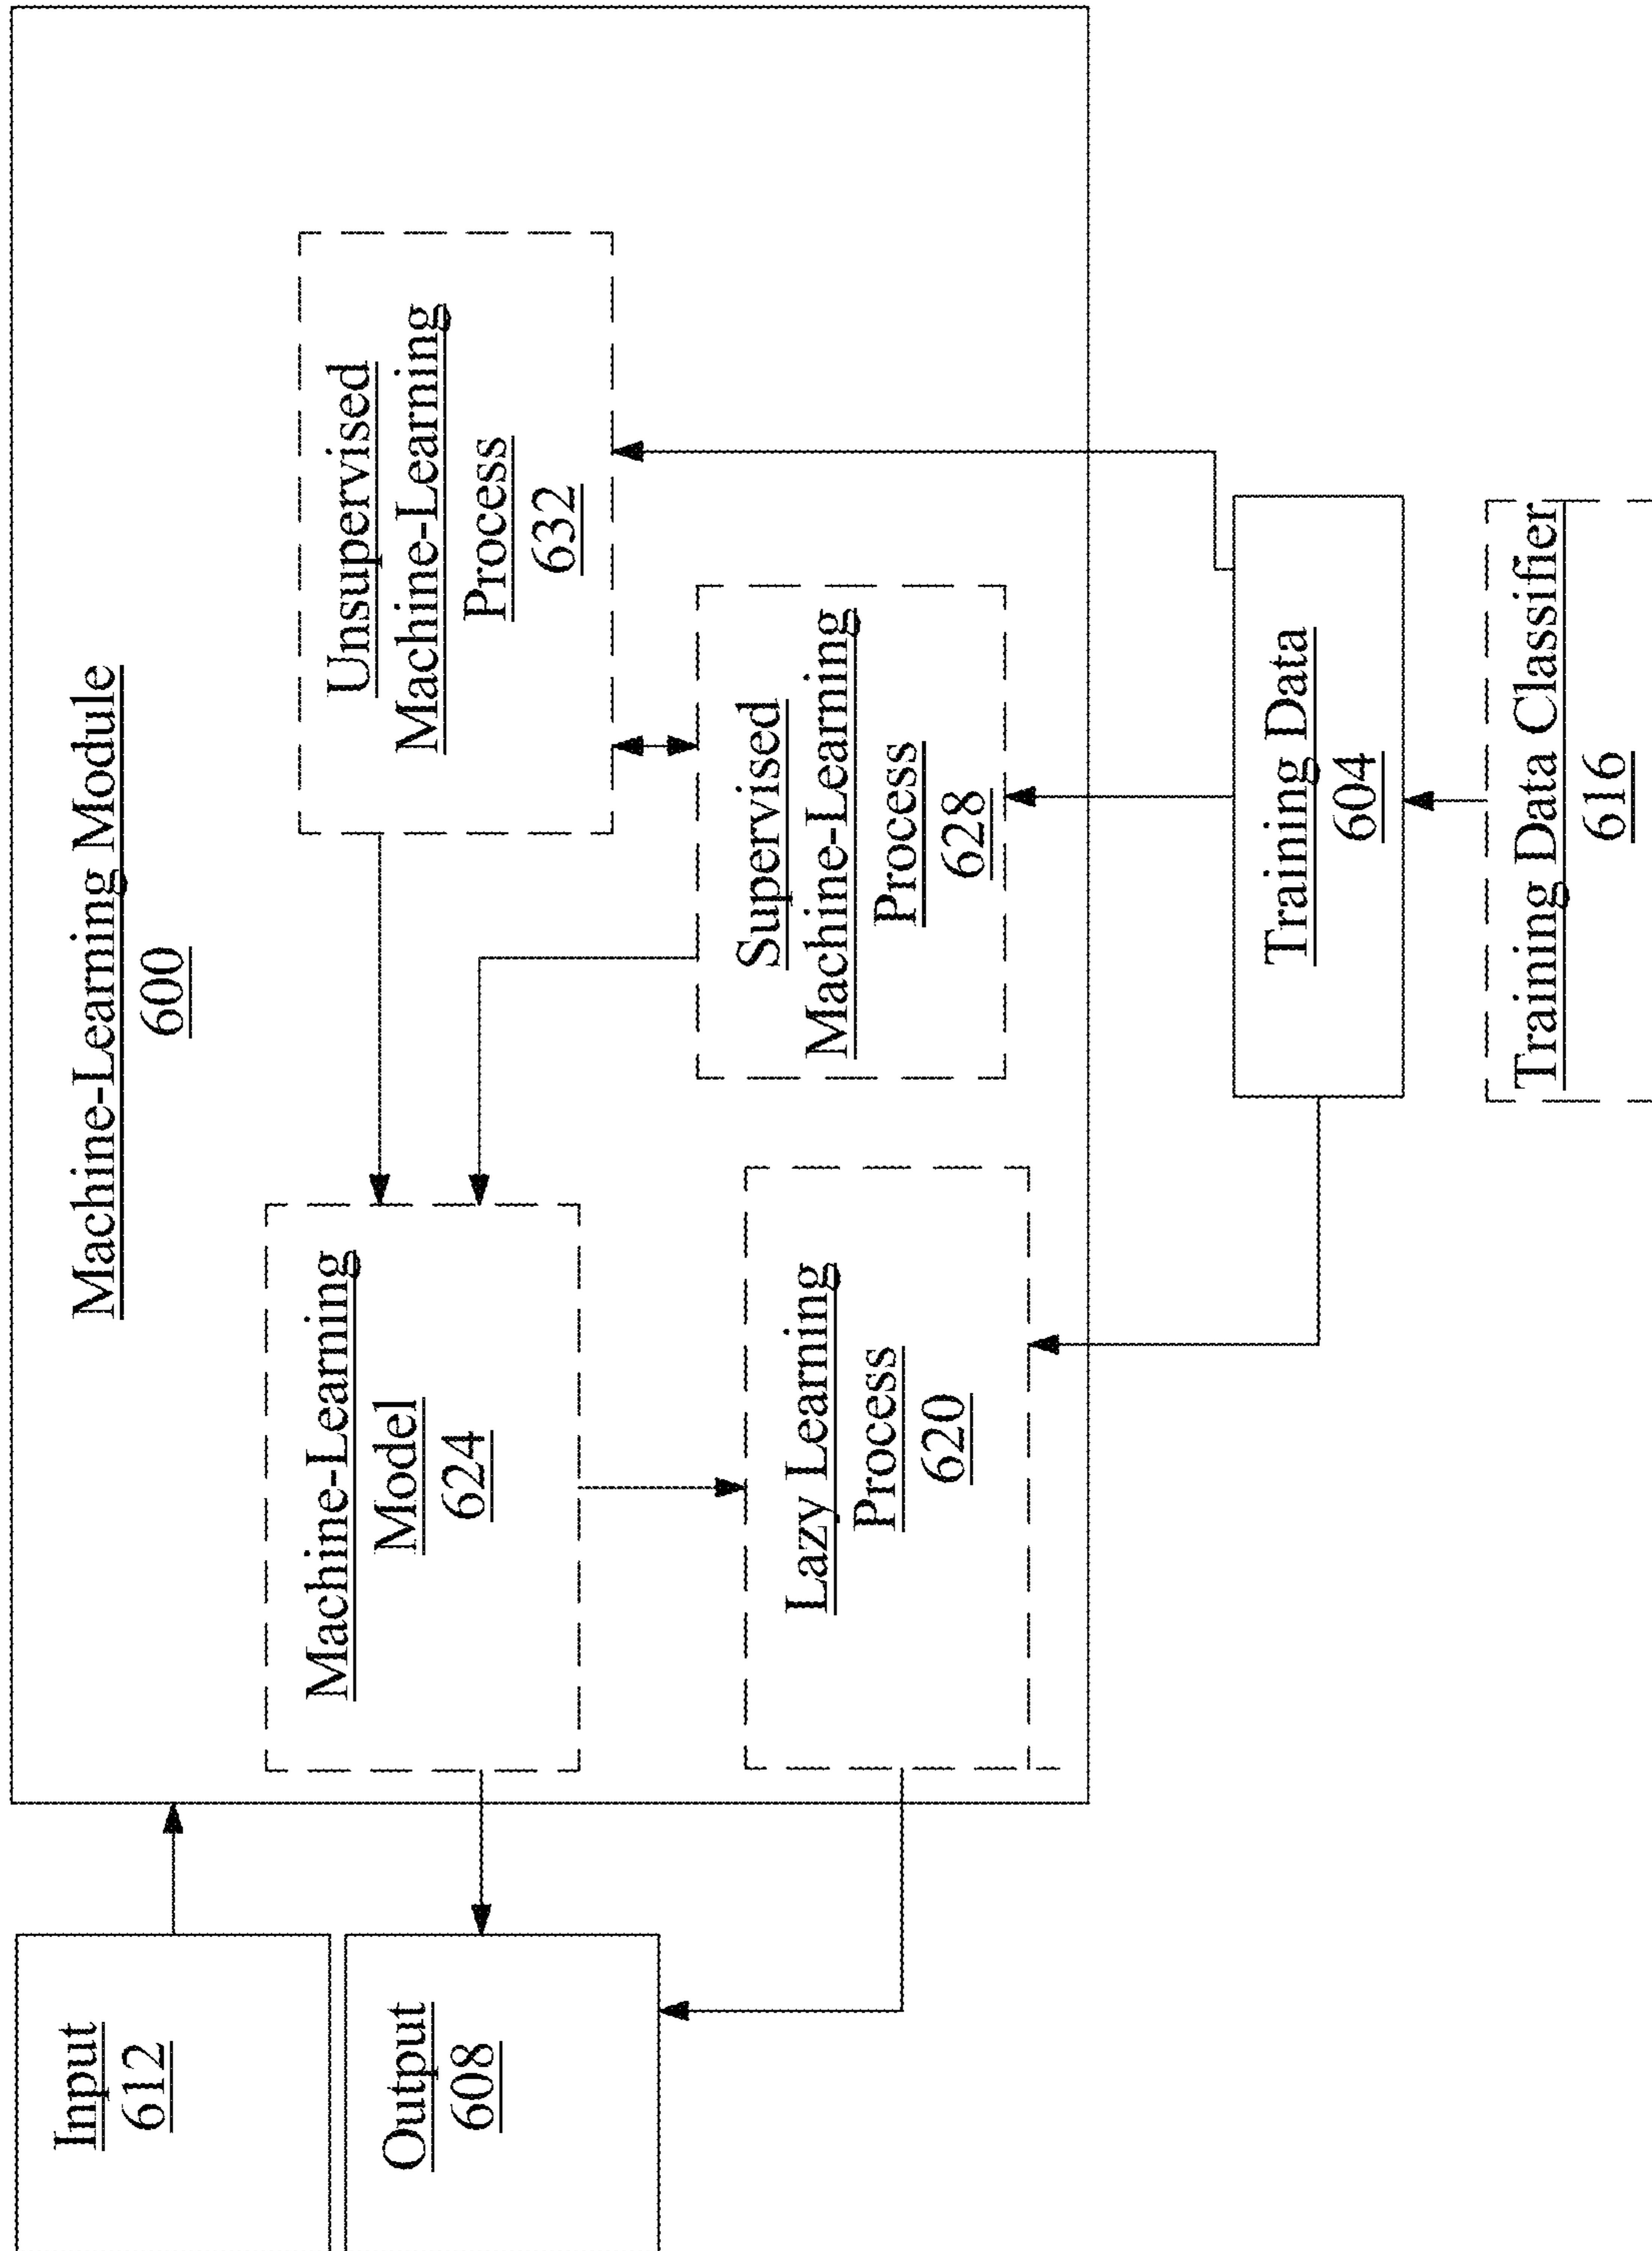 Machine-Learning Module
600
Input
612
Output
608
Machine-Learning
Model
624
Unsupervised
Machine-Learning
Process
632
Lazy Learning
Process
620
Supervised
Machine-Learning
Process
628
Training Data
604
Training Data Classifier
616